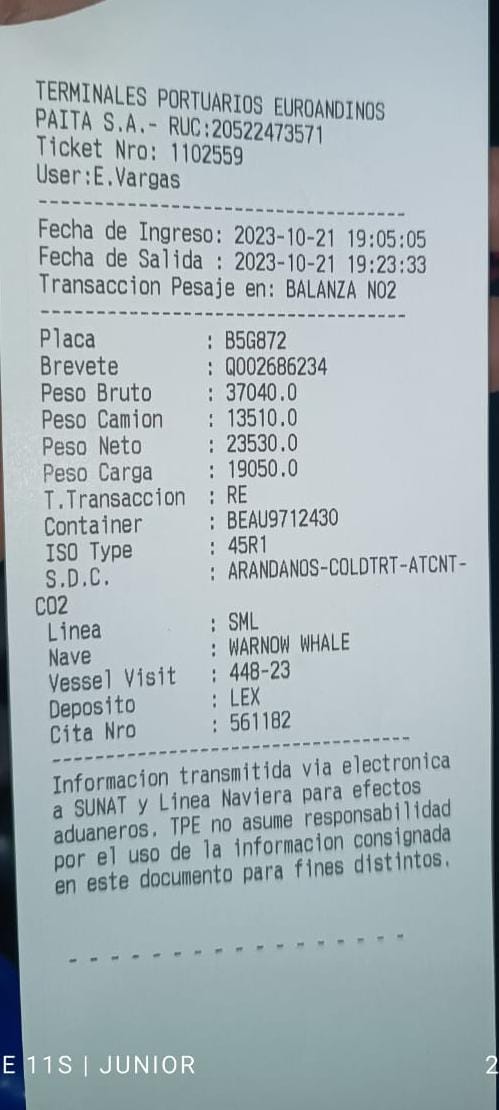 TERMINALES PORTUARIOS EUROANDINOS
PAITA S.A.- RUC:20522473571
Ticket Nro: 1102559
User:E.Vargas
--------------------------------
Fecha de Ingreso: 2023-10-21 19:05:05
Fecha de Salida : 2023-10-21 19:23:33
Transaccion Pesaje en: BALANZA NO2
--------------------------------
Placa : B5G872
Brevete : Q002686234
Peso Bruto : 37040.0
Peso Camion : 13510.0
Peso Neto : 23530.0
Peso Carga : 19050.0
T.Transaccion : RE
Container : BEAU9712430
ISO Type : 45R1
S.D.C. : ARANDANOS-COLDTRT-ATCNT-
CO2
Linea : SML
Nave : WARNOW WHALE
Vessel Visit : 448-23
Deposito : LEX
Cita Nro : 561182
--------------------------------
Informacion transmitida via electronica
a SUNAT y Linea Naviera para efectos
aduaneros. TPE no asume responsabilidad
por el uso de la informacion consignada
en este documento para fines distintos.
- - - - - - - - - - - - - - - - -
E 11S | JUNIOR
2